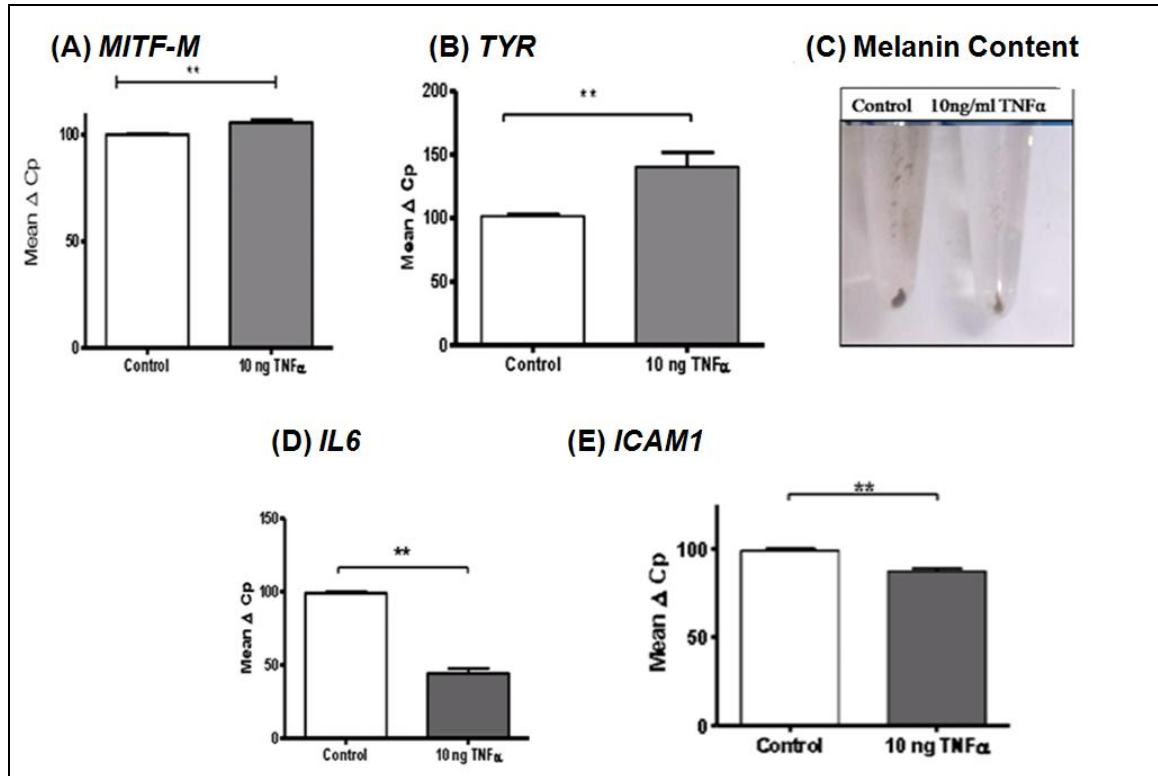 (A) MITF-M
**
100
50
0
Mean Δ Cp
Control
10 ng TNFα
(B) TYR
**
200
150
100
50
0
Mean Δ Cp
Control
10 ng TNFα
(C) Melanin Content
Control 10ng/ml TNFα
(D) IL6
**
150
100
50
0
Mean Δ Cp
Control
10 ng TNFα
(E) ICAM1
**
100
50
0
Mean Δ Cp
Control
10 ng TNFα